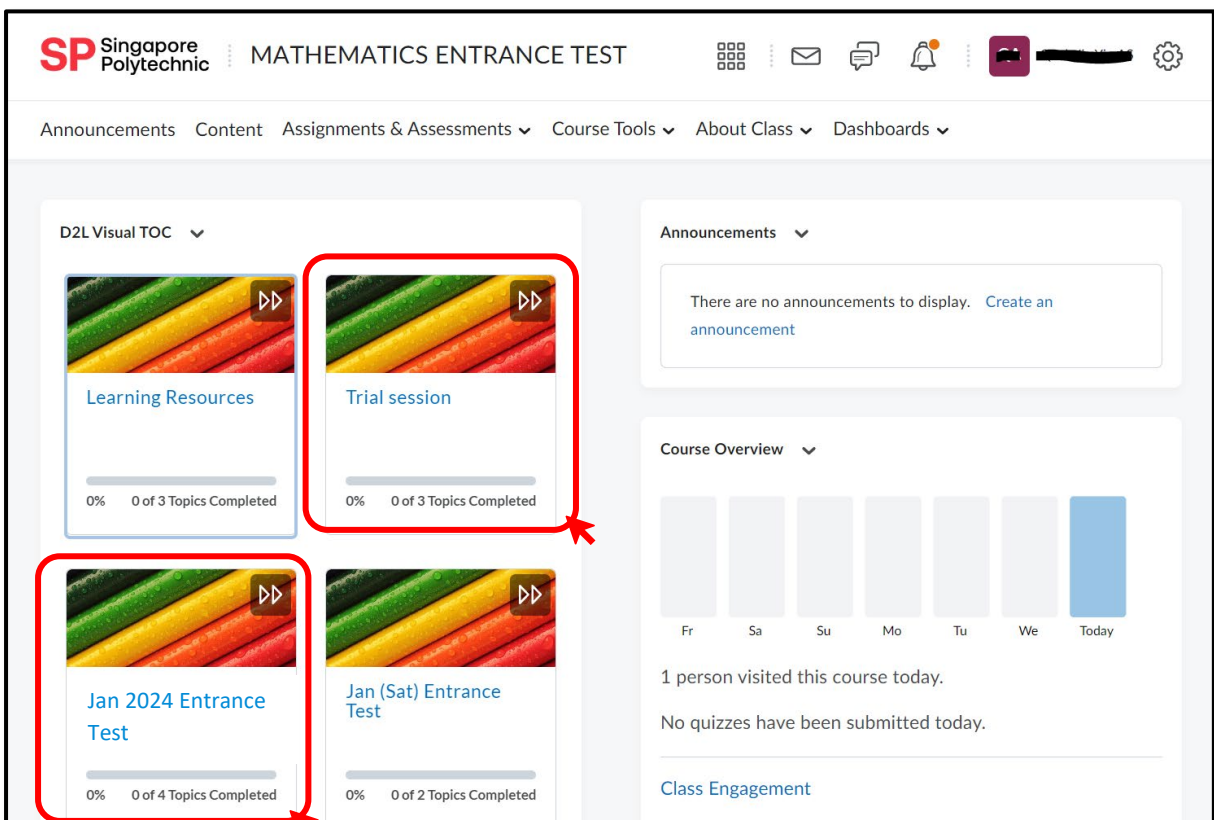 SP Singapore
Polytechnic
MATHEMATICS ENTRANCE TEST
Announcements Content Assignments & Assessments Course Tools About Class Dashboards
D2L Visual TOC
Learning Resources
0% 0 of 3 Topics Completed
Trial session
0% 0 of 3 Topics Completed
Jan 2024 Entrance
Test
0% 0 of 4 Topics Completed
Jan (Sat) Entrance
Test
0% 0 of 2 Topics Completed
Announcements
There are no announcements to display. Create an
announcement
Course Overview
Fr Sa Su Mo Tu We Today
1 person visited this course today.
No quizzes have been submitted today.
Class Engagement